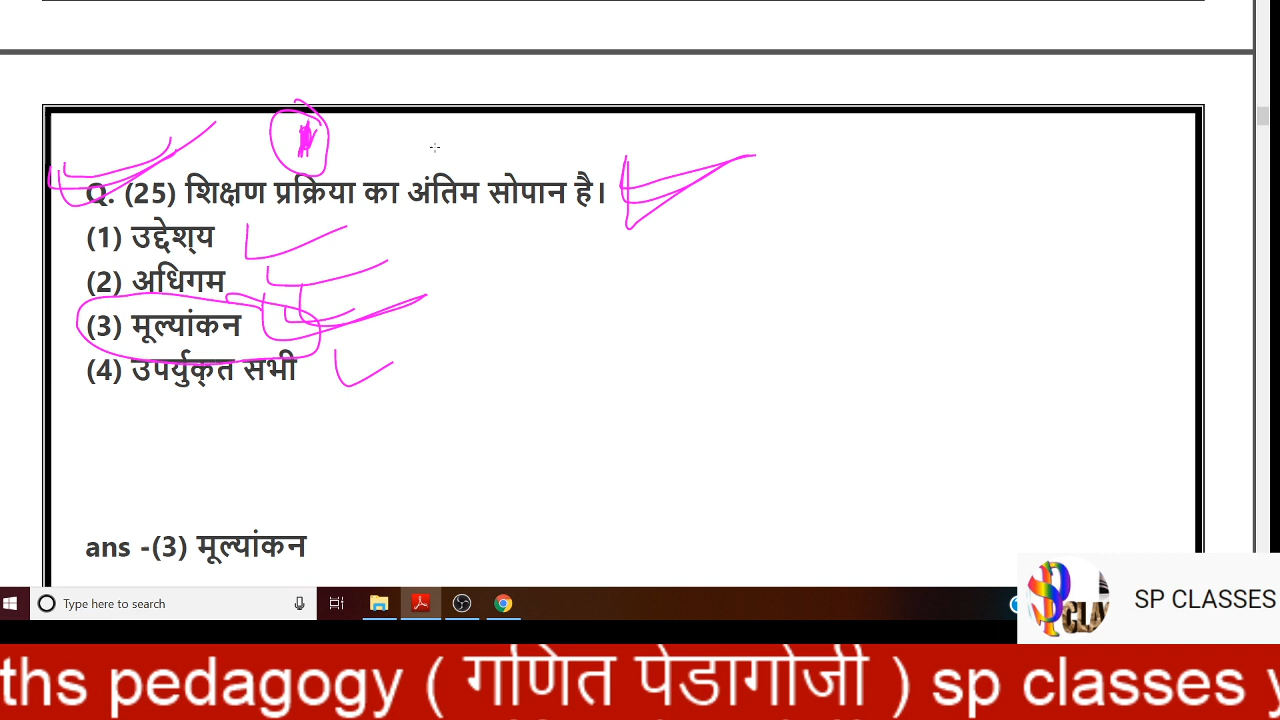 Q. (25) शिक्षण प्रक्रिया का अंतिम सोपान है।
(1) उद्देश्य
(2) अधिगम
(3) मूल्यांकन
(4) उपर्युक्त सभी
ans -(3) मूल्यांकन
Type here to search
SP CLASSES
ths pedagogy ( गणित पेडागोजी ) sp classes y